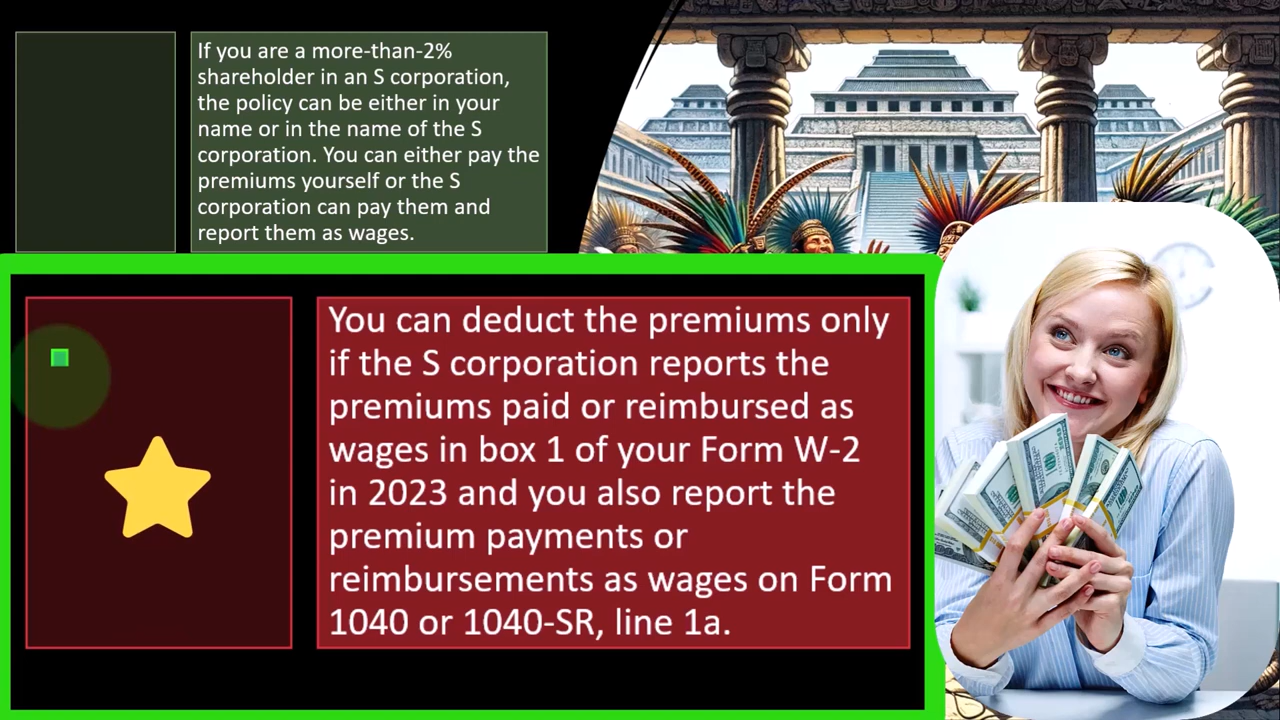 If you are a more-than-2%
shareholder in an S corporation,
the policy can be either in your
name or in the name of the S
corporation. You can either pay the
premiums yourself or the S
corporation can pay them and
report them as wages.
You can deduct the premiums only
if the S corporation reports the
premiums paid or reimbursed as
wages in box 1 of your Form W-2
in 2023 and you also report the
premium payments or
reimbursements as wages on Form
1040 or 1040-SR, line 1a.